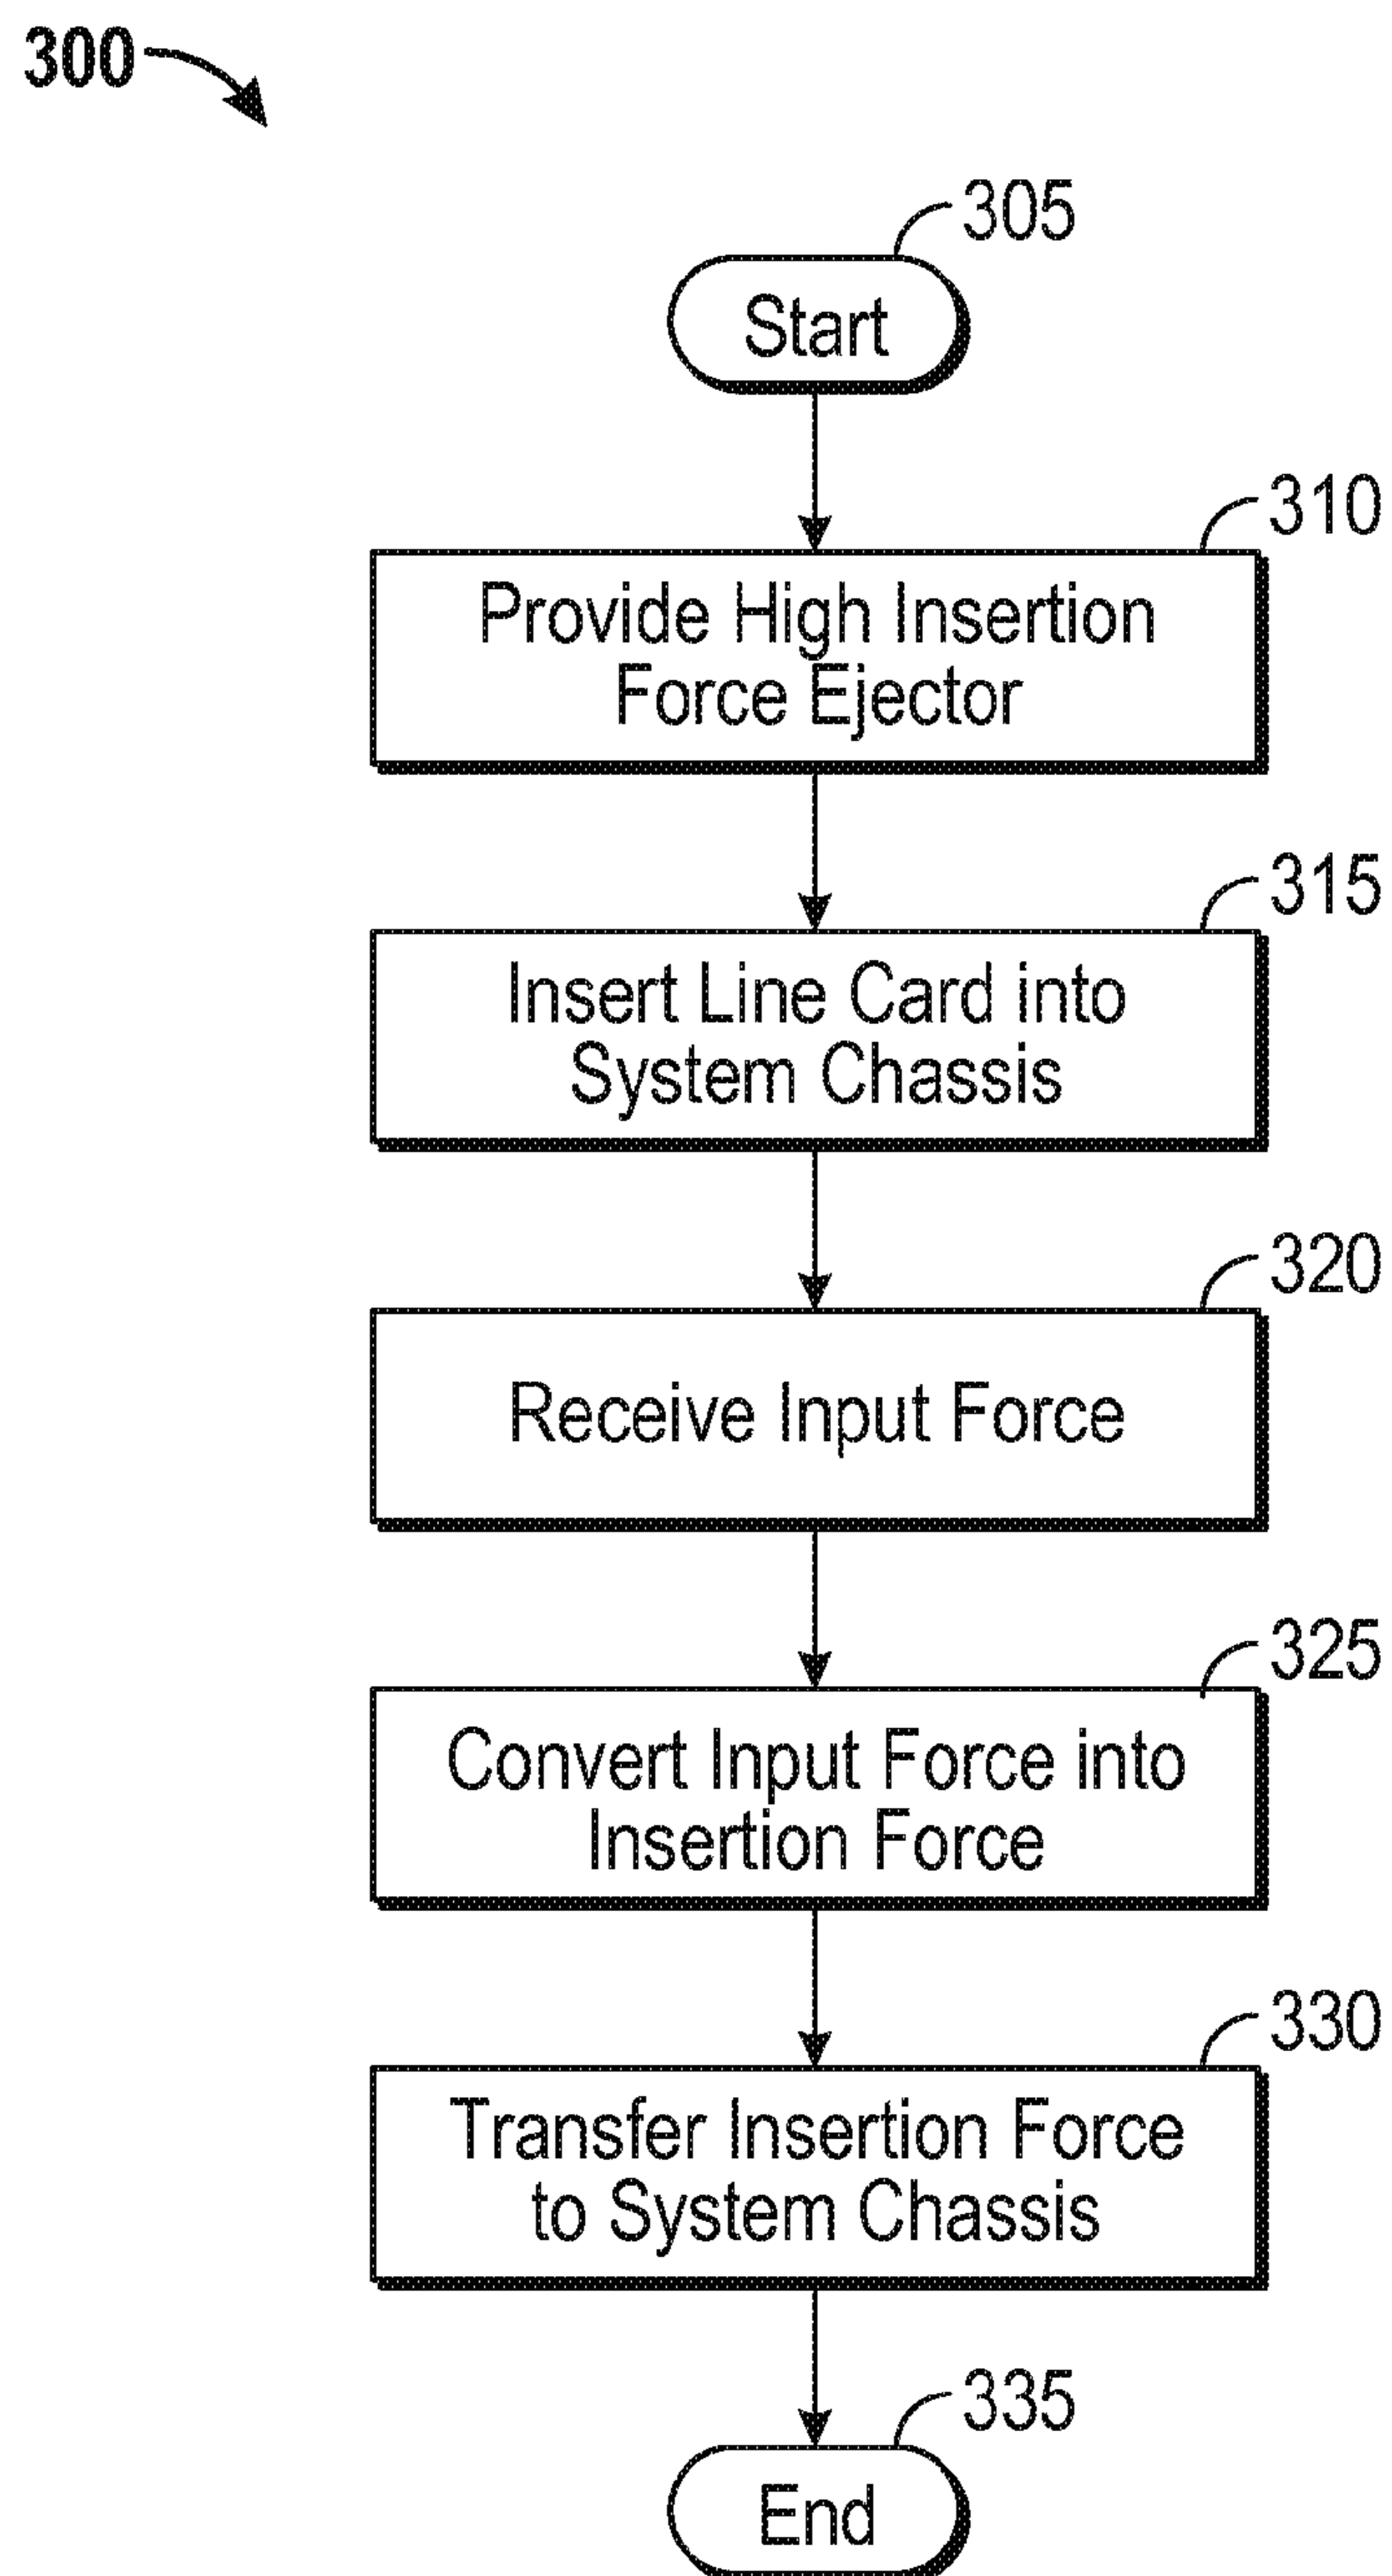 300
305
Start
310
Provide High Insertion
Force Ejector
315
Insert Line Card into
System Chassis
320
Receive Input Force
325
Convert Input Force into
Insertion Force
330
Transfer Insertion Force
to System Chassis
335
End